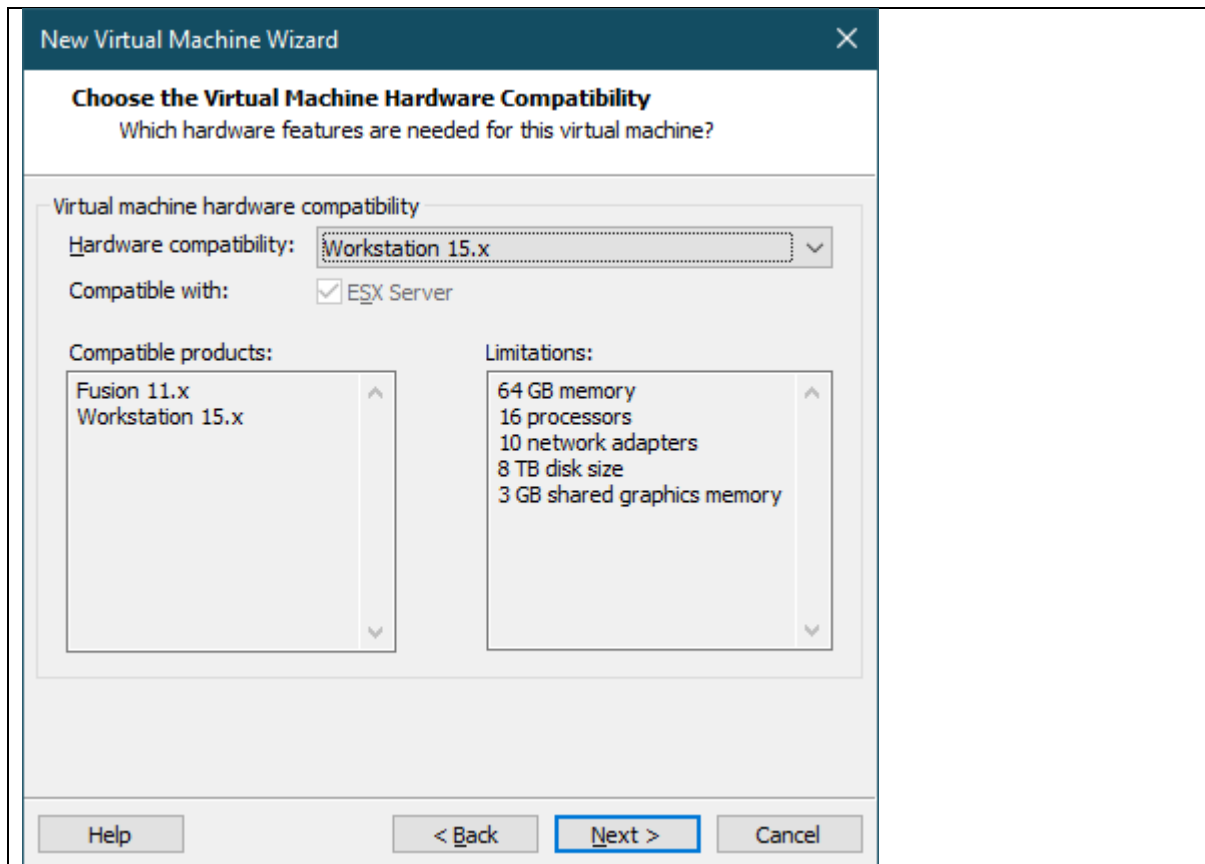 New Virtual Machine Wizard
Choose the Virtual Machine Hardware Compatibility
Which hardware features are needed for this virtual machine?
Virtual machine hardware compatibility
Hardware compatibility: Workstation 15.x
Compatible with: ESX Server
Compatible products:
Fusion 11.x
Workstation 15.x
Limitations:
64 GB memory
16 processors
10 network adapters
8 TB disk size
3 GB shared graphics memory
Help < Back Next > Cancel